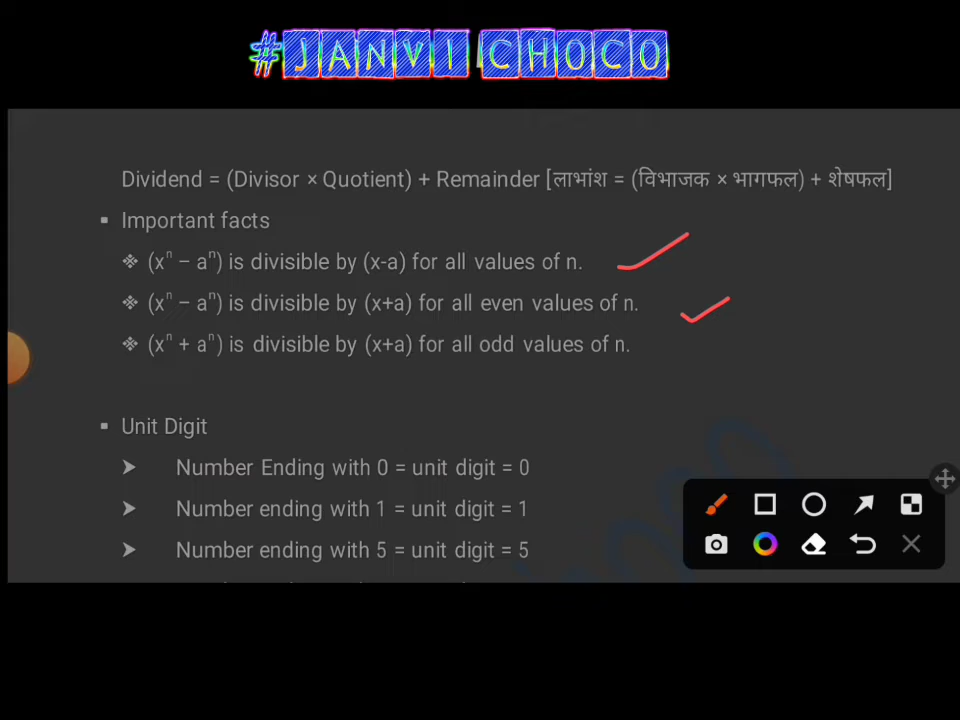 #JANVI CHOCO
Dividend = (Divisor × Quotient) + Remainder [लाभांश = (विभाजक × भागफल) + शेषफल]
▪ Important facts
❖ (xⁿ – aⁿ) is divisible by (x-a) for all values of n.
❖ (xⁿ – aⁿ) is divisible by (x+a) for all even values of n.
❖ (xⁿ + aⁿ) is divisible by (x+a) for all odd values of n.
▪ Unit Digit
➤ Number Ending with 0 = unit digit = 0
➤ Number ending with 1 = unit digit = 1
➤ Number ending with 5 = unit digit = 5